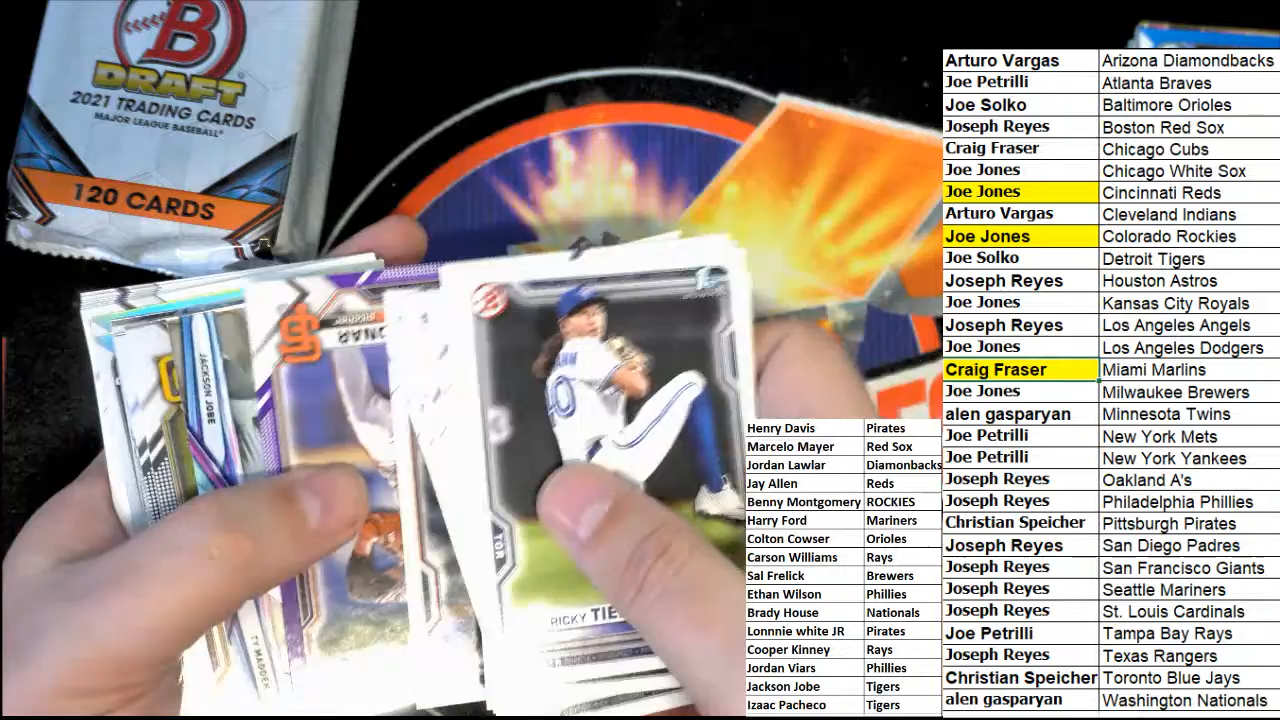 B
DRAFT
2021 TRADING CARDS
MAJOR LEAGUE BASEBALL
120 CARDS
JACKSON JOBE
TY MADDEN
TOR
RICKY
Arturo Vargas Arizona Diamondbacks
Joe Petrilli Atlanta Braves
Joe Solko Baltimore Orioles
Joseph Reyes Boston Red Sox
Craig Fraser Chicago Cubs
Joe Jones Chicago White Sox
Joe Jones Cincinnati Reds
Arturo Vargas Cleveland Indians
Joe Jones Colorado Rockies
Joe Solko Detroit Tigers
Joseph Reyes Houston Astros
Joe Jones Kansas City Royals
Joseph Reyes Los Angeles Angels
Joe Jones Los Angeles Dodgers
Craig Fraser Miami Marlins
Joe Jones Milwaukee Brewers
alen gasparyan Minnesota Twins
Joe Petrilli New York Mets
Joe Petrilli New York Yankees
Joseph Reyes Oakland A's
Joseph Reyes Philadelphia Phillies
Christian Speicher Pittsburgh Pirates
Joseph Reyes San Diego Padres
Joseph Reyes San Francisco Giants
Joseph Reyes Seattle Mariners
Joseph Reyes St. Louis Cardinals
Joe Petrilli Tampa Bay Rays
Joseph Reyes Texas Rangers
Christian Speicher Toronto Blue Jays
alen gasparyan Washington Nationals
Henry Davis Pirates
Marcelo Mayer Red Sox
Jordan Lawlar Diamondbacks
Jay Allen Reds
Benny Montgomery ROCKIES
Harry Ford Mariners
Colton Cowser Orioles
Carson Williams Rays
Sal Frelick Brewers
Ethan Wilson Phillies
Brady House Nationals
Lonnnie white JR Pirates
Cooper Kinney Rays
Jordan Viars Phillies
Jackson Jobe Tigers
Izaac Pacheco Tigers